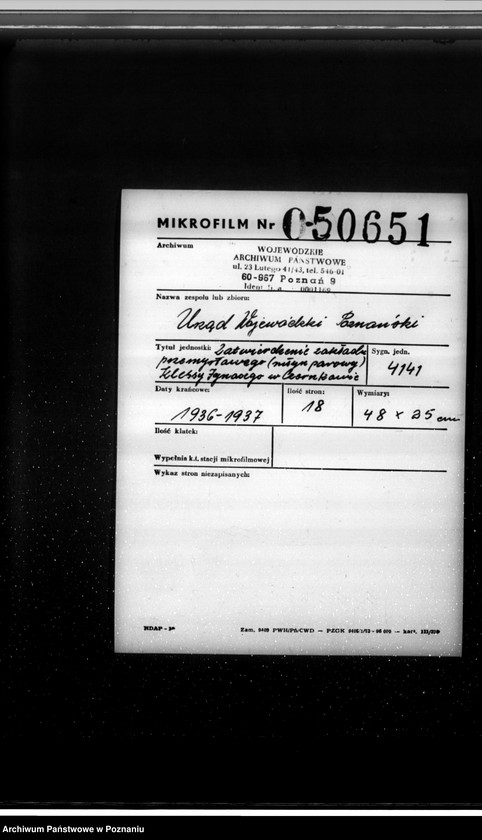 MIKROFILM Nr 0-50651
Archiwum
WOJEWÓDZKIE
ARCHIWUM PAŃSTWOWE
ul. 23 Lutego 41/43, tel. 546-01
60-967 Poznań 9
Nazwa zespołu lub zbioru:
Urząd Wojewódzki Poznański
Tytuł jednostki: Zatwierdzenie zakładu
przemysłowego (młyn parowy)
Ignacego w
Sygn. jedn.
4141
Daty krańcowe:
1936-1937
Ilość stron:
18
Wymiary:
48 x 25 cm
Ilość klatek:
Wypełnia k.t. stacji mikrofilmowej
Wykaz stron niezapisanych:
NDAP -
Zam.
Archiwum Państwowe w Poznaniu